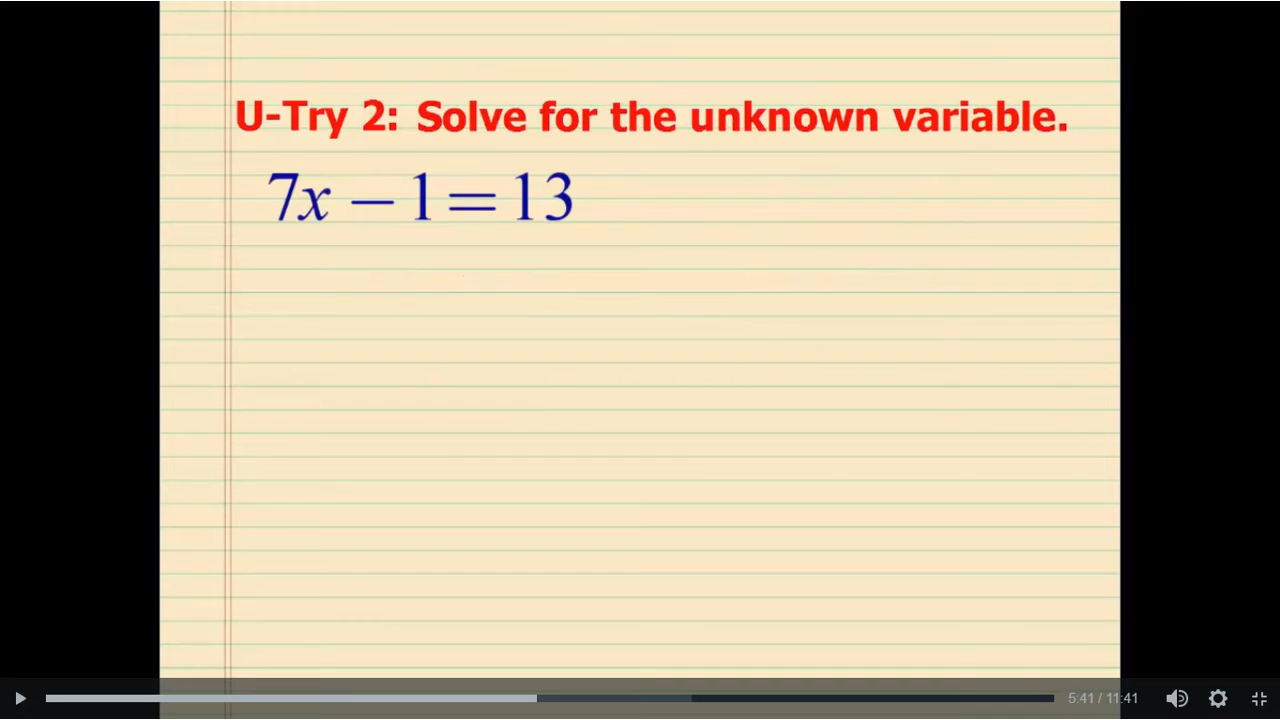 U-Try 2: Solve for the unknown variable.
7x − 1 = 13
5:41 / 11:41